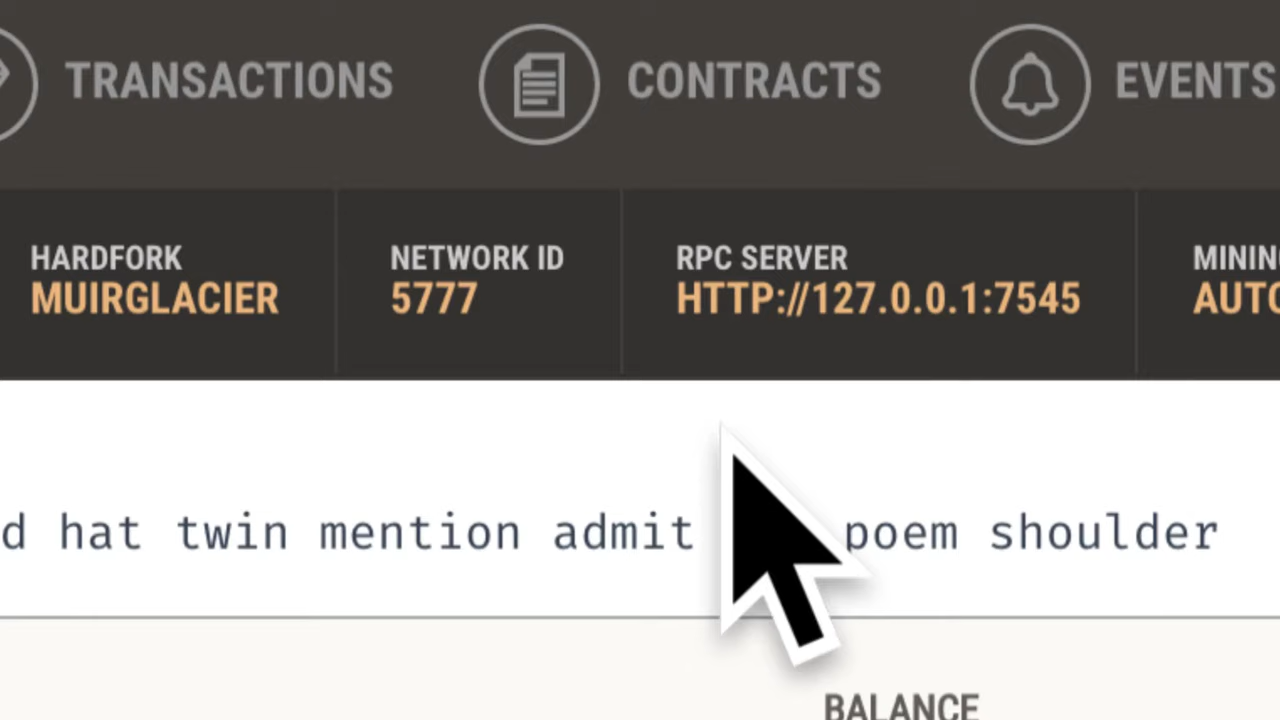 TRANSACTIONS CONTRACTS EVENTS
HARDFORK NETWORK ID RPC SERVER
MUIRGLACIER 5777 HTTP://127.0.0.1:7545
hat twin mention admit poem shoulder
BALANCE